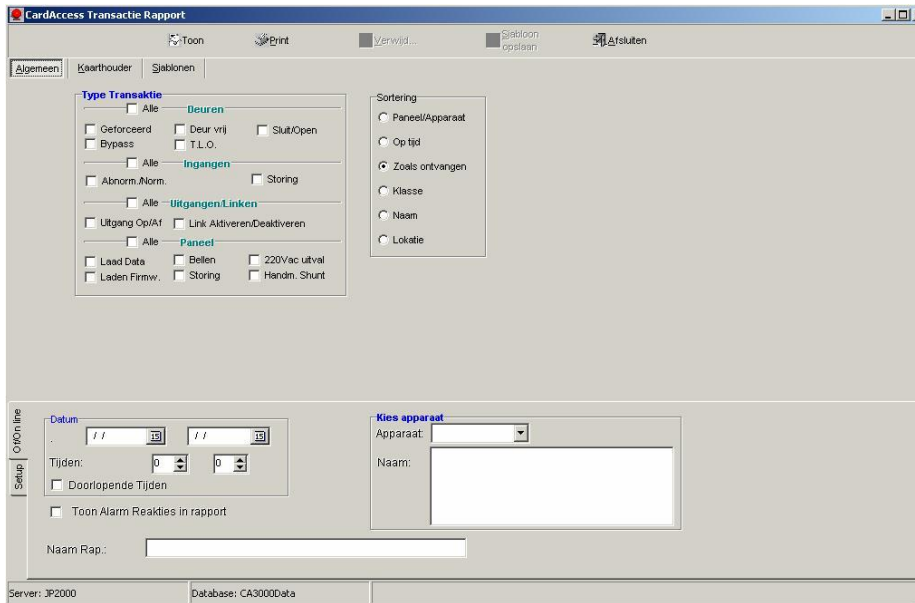 CardAccess Transactie Rapport
Toon Print Verwijd... Sjabloon opslaan Afsluiten
Algemeen Kaarthouder Sjablonen
Type Transaktie
Alle Deuren
Geforceerd Deur vrij Sluit/Open
Bypass T.L.O.
Alle Ingangen
Abnorm./Norm. Storing
Alle Uitgangen/Linken
Uitgang Op/Af Link Aktiveren/Deaktiveren
Alle Paneel
Laad Data Bellen 220Vac uitval
Laden Firmw. Storing Handm. Shunt
Sortering
Paneel/Apparaat
Op tijd
Zoals ontvangen
Klasse
Naam
Lokatie
Of/On line
Setup
Datum
. / / 15 / / 15
Tijden: 0 0
Doorlopende Tijden
Toon Alarm Reakties in rapport
Naam Rap.:
Kies apparaat
Apparaat:
Naam:
Server: JP2000 Database: CA3000Data